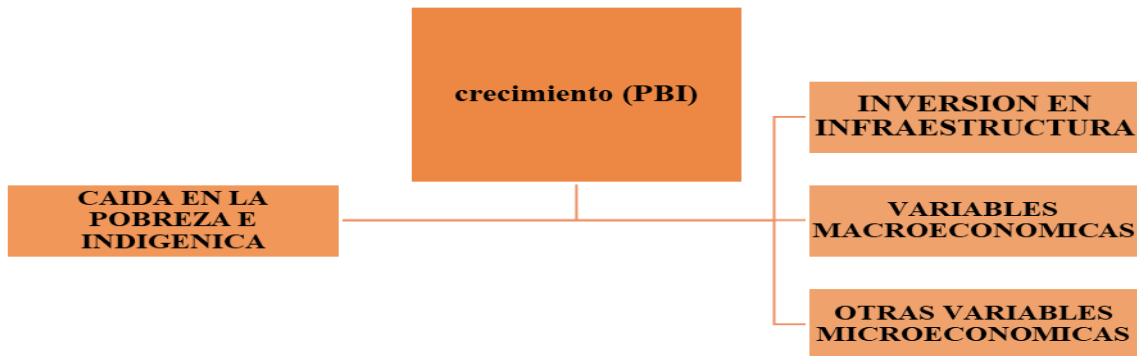 crecimiento (PBI)
INVERSION EN
INFRAESTRUCTURA
CAIDA EN LA
POBREZA E
INDIGENICA
VARIABLES
MACROECONOMICAS
OTRAS VARIABLES
MICROECONOMICAS